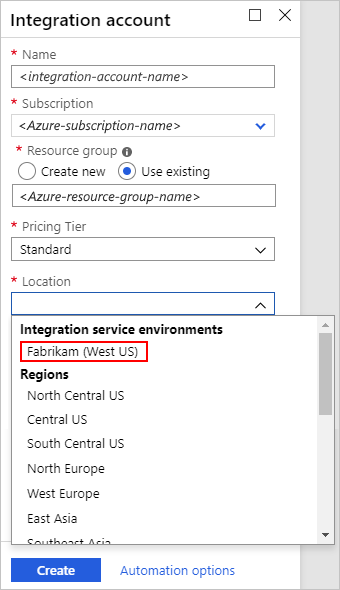 Integration account
* Name
<integration-account-name>
* Subscription
<Azure-subscription-name>
* Resource group
Create new Use existing
<Azure-resource-group-name>
* Pricing Tier
Standard
* Location
Integration service environments
Fabrikam (West US)
Regions
North Central US
Central US
South Central US
North Europe
West Europe
East Asia
Southeast Asia
Create Automation options